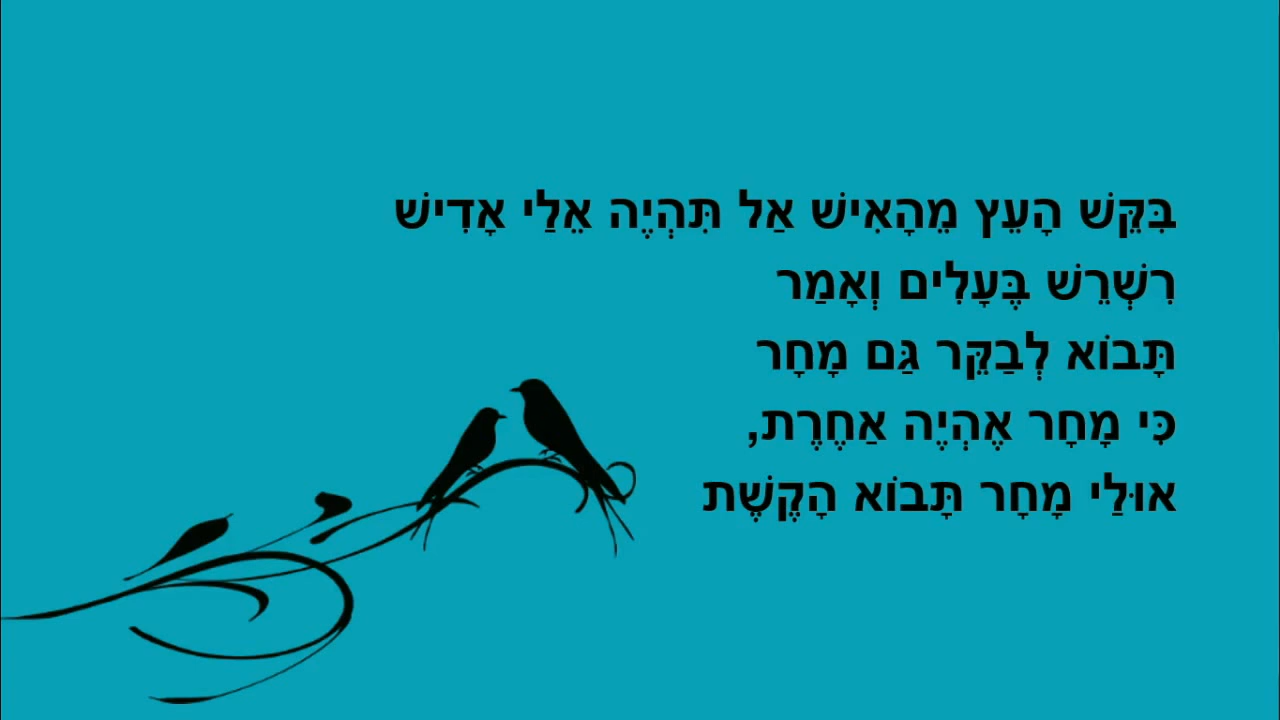 בִּקֵּשׁ הָעֵץ מֵהָאִישׁ אַל תִּהְיֶה אֵלַי אָדִישׁ
רִשְׁרֵשׁ בֶּעָלִים וְאָמַר
תָּבוֹא לְבַקֵּר גַּם מָחָר
כִּי מָחָר אֶהְיֶה אַחֶרֶת,
אוּלַי מָחָר תָּבוֹא הָקֶשֶׁת